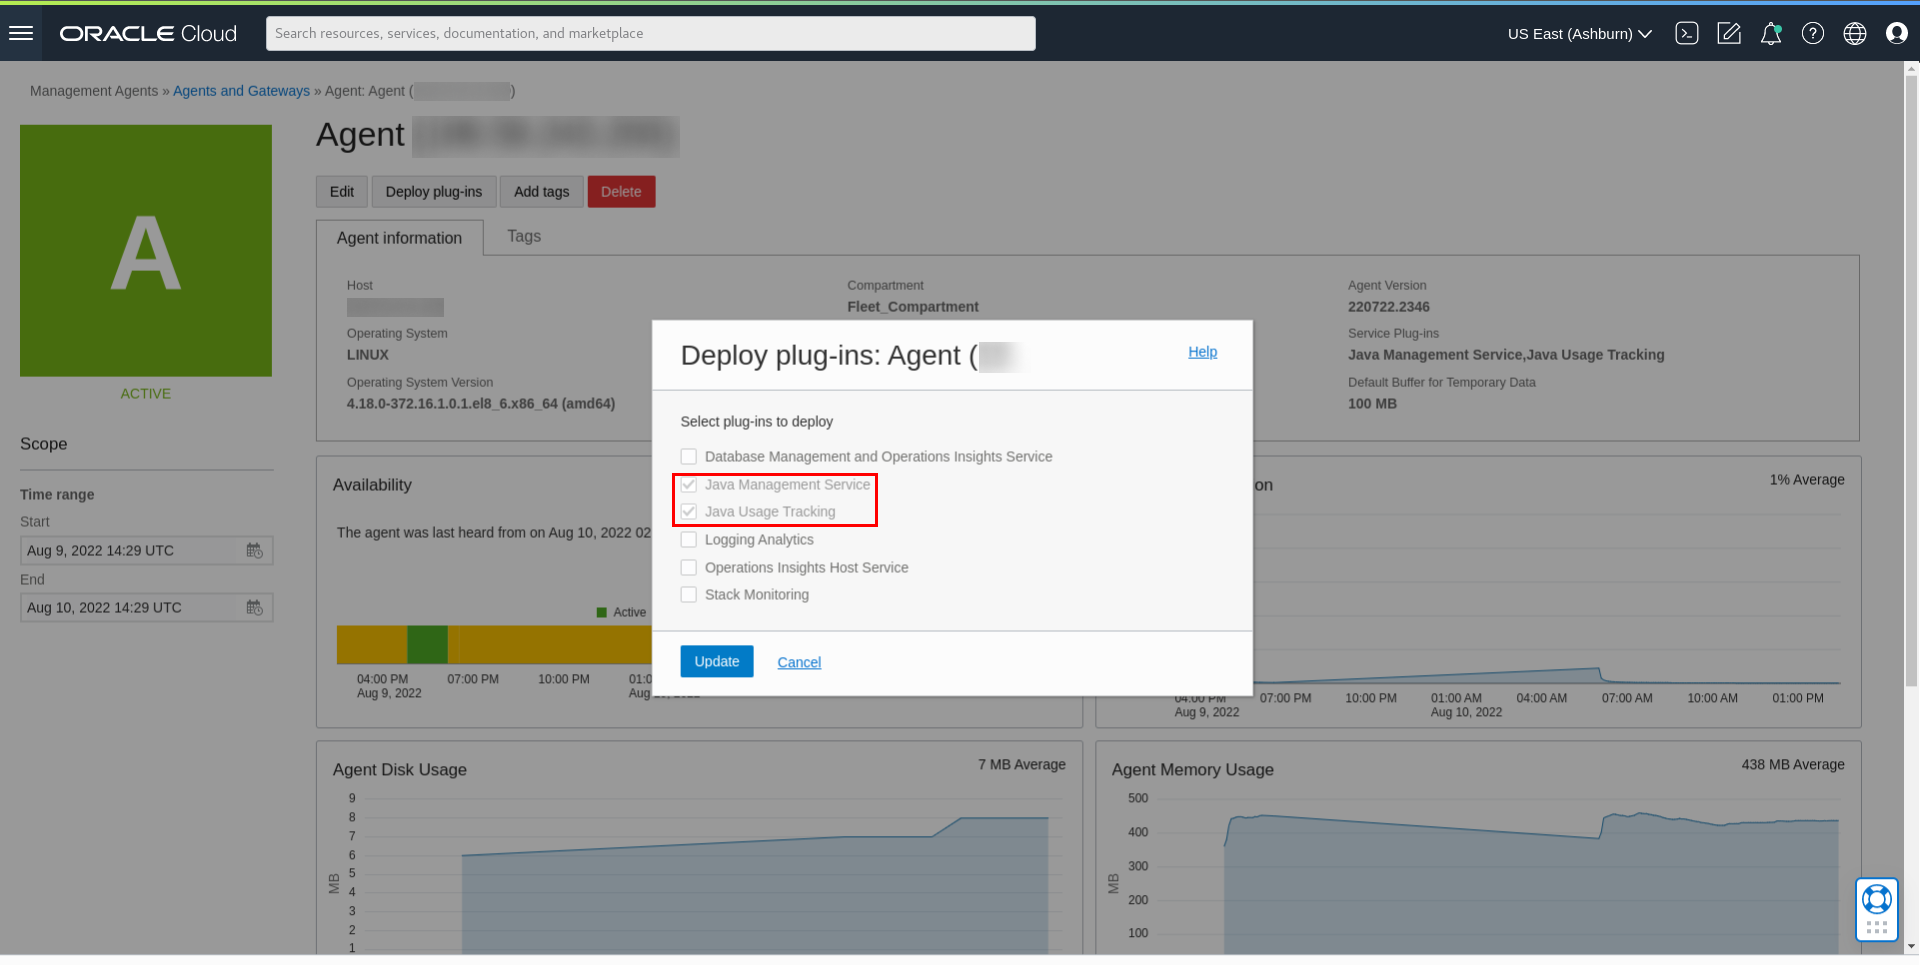 ORACLE Cloud
Search resources, services, documentation, and marketplace
US East (Ashburn)
Management Agents » Agents and Gateways » Agent: Agent ( )
A
ACTIVE
Scope
Time range
Start
Aug 9, 2022 14:29 UTC
End
Aug 10, 2022 14:29 UTC
Agent
Edit Deploy plug-ins Add tags Delete
Agent information Tags
Host
Operating System
LINUX
Operating System Version
4.18.0-372.16.1.0.1.el8_6.x86_64 (amd64)
Compartment
Fleet_Compartment
Agent Version
220722.2346
Service Plug-ins
Java Management Service,Java Usage Tracking
Default Buffer for Temporary Data
100 MB
Deploy plug-ins: Agent (
Help
Select plug-ins to deploy
Database Management and Operations Insights Service
Java Management Service
Java Usage Tracking
Logging Analytics
Operations Insights Host Service
Stack Monitoring
Update Cancel
Availability
The agent was last heard from on Aug 10, 2022 02
Active
04:00 PM 07:00 PM 10:00 PM 01:0
Aug 9, 2022 Aug
on
1% Average
04:00 PM 07:00 PM 10:00 PM 01:00 AM 04:00 AM 07:00 AM 10:00 AM 01:00 PM
Aug 9, 2022 Aug 10, 2022
Agent Disk Usage
7 MB Average
9
8
7
6
5
4
3
2
1
MB
Agent Memory Usage
438 MB Average
500
400
300
200
100
MB